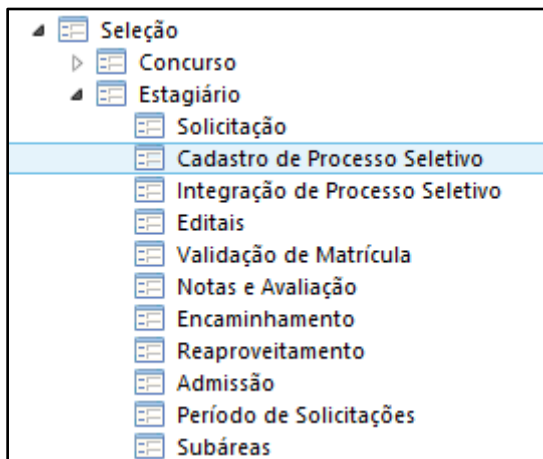 Seleção
Concurso
Estagiário
Solicitação
Cadastro de Processo Seletivo
Integração de Processo Seletivo
Editais
Validação de Matrícula
Notas e Avaliação
Encaminhamento
Reaproveitamento
Admissão
Período de Solicitações
Subáreas